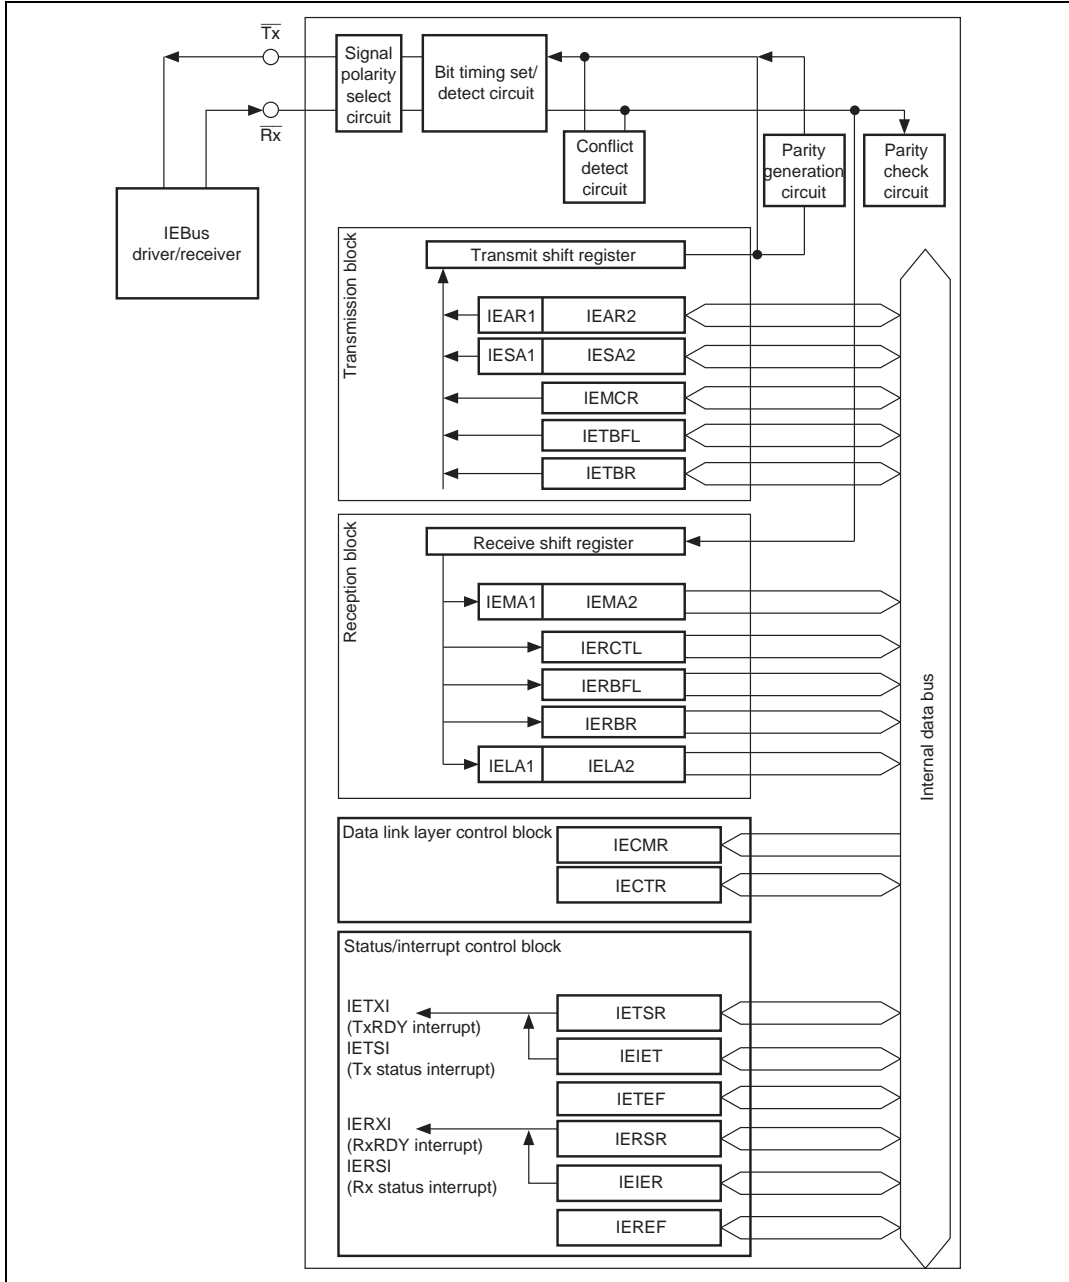 Tx
Rx
Signal
polarity
select
circuit
Bit timing set/
detect circuit
Conflict
detect
circuit
Parity
generation
circuit
Parity
check
circuit
IEBus
driver/receiver
Transmission block
Transmit shift register
IEAR1 IEAR2
IESA1 IESA2
IEMCR
IETBFL
IETBR
Reception block
Receive shift register
IEMA1 IEMA2
IERCTL
IERBFL
IERBR
IELA1 IELA2
Internal data bus
Data link layer control block
IECMR
IECTR
Status/interrupt control block
IETXI
(TxRDY interrupt)
IETSI
(Tx status interrupt)
IETSR
IEIET
IETEF
IERXI
(RxRDY interrupt)
IERSI
(Rx status interrupt)
IERSR
IEIER
IEREF